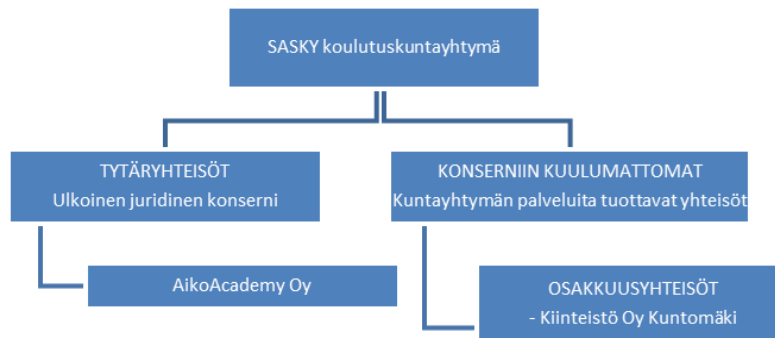 SASKY koulutuskuntayhtymä
TYTÄRYHTEISÖT
Ulkoinen juridinen konserni
KONSERNIIN KUULUMATTOMAT
Kuntayhtymän palveluita tuottavat yhteisöt
AikoAcademy Oy
OSAKKUUSYHTEISÖT
- Kiinteistö Oy Kuntomäki